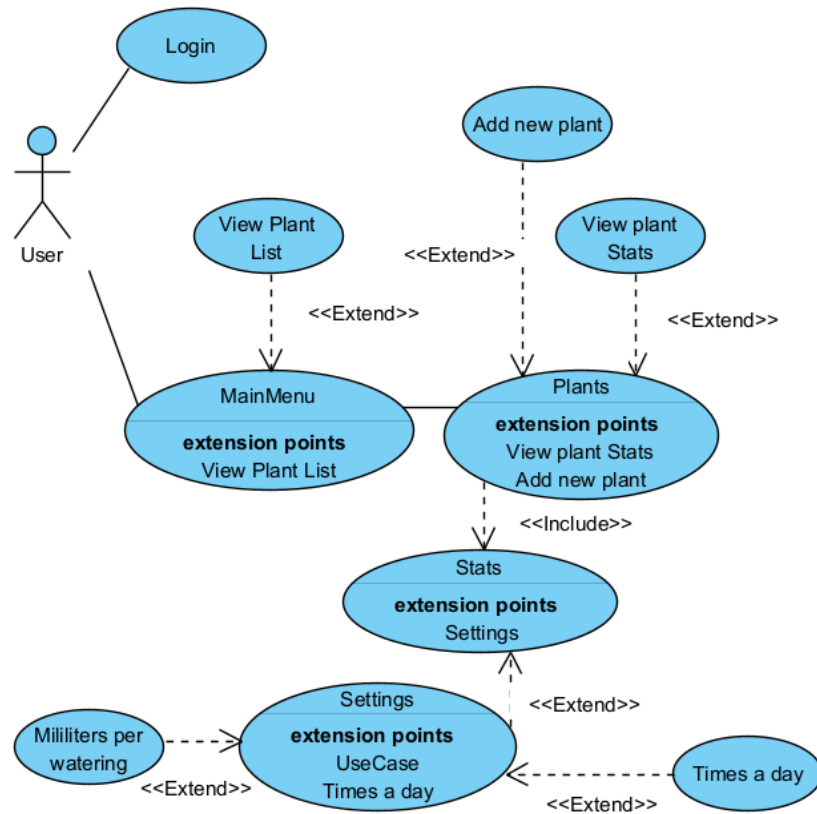 Login
Add new plant
User
View Plant
List
View plant
Stats
<<Extend>>
<<Extend>>
<<Extend>>
MainMenu
extension points
View Plant List
Plants
extension points
View plant Stats
Add new plant
<<Include>>
Stats
extension points
Settings
<<Extend>>
Mililiters per
watering
<<Extend>>
Settings
extension points
UseCase
Times a day
<<Extend>>
Times a day